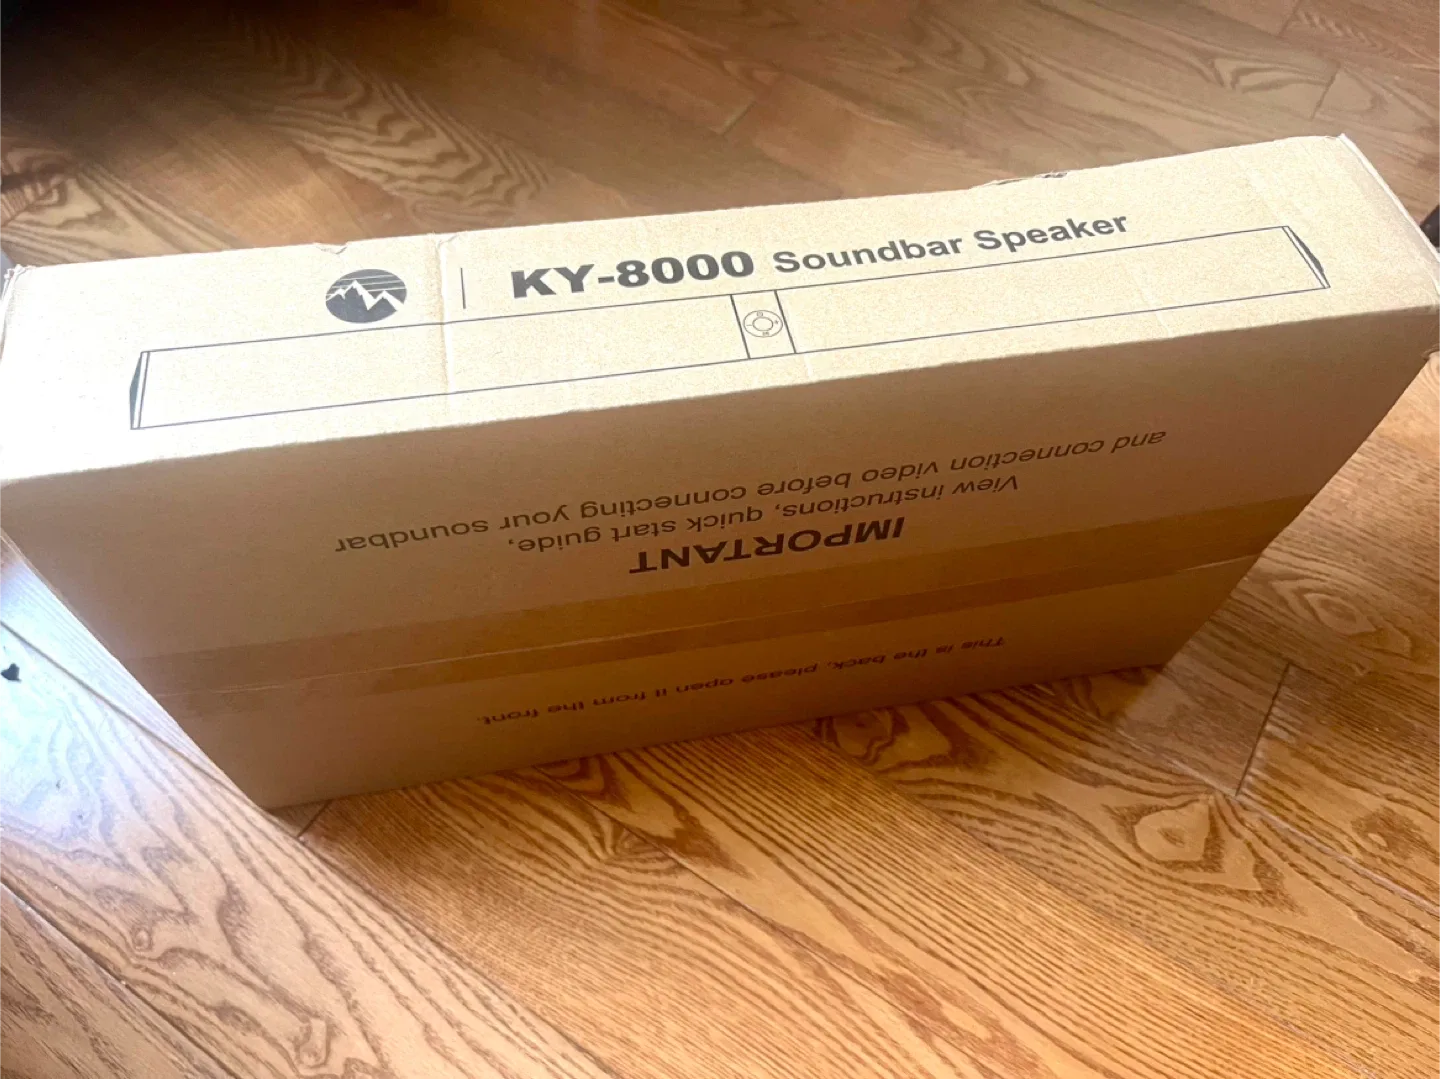 KY-8000 Soundbar Speaker
IMPORTANT
View instructions, quick start guide,
and connection video before connecting your soundbar
This is the back, please open it from the front.